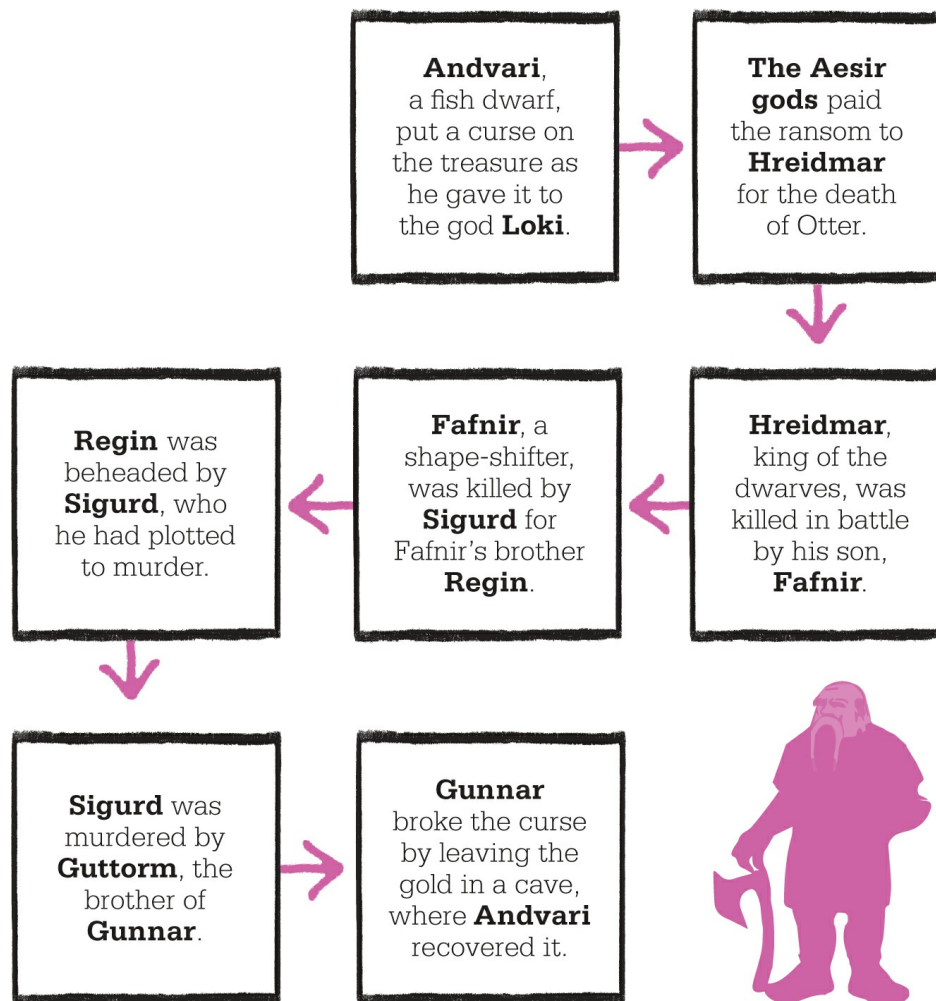 Andvari,
a fish dwarf,
put a curse on
the treasure as
he gave it to
the god Loki.
The Aesir
gods paid
the ransom to
Hreidmar
for the death
of Otter.
Hreidmar,
king of the
dwarves, was
killed in battle
by his son,
Fafnir.
Fafnir, a
shape-shifter,
was killed by
Sigurd for
Fafnir’s brother
Regin.
Regin was
beheaded by
Sigurd, who
he had plotted
to murder.
Sigurd was
murdered by
Guttorm, the
brother of
Gunnar.
Gunnar
broke the curse
by leaving the
gold in a cave,
where Andvari
recovered it.